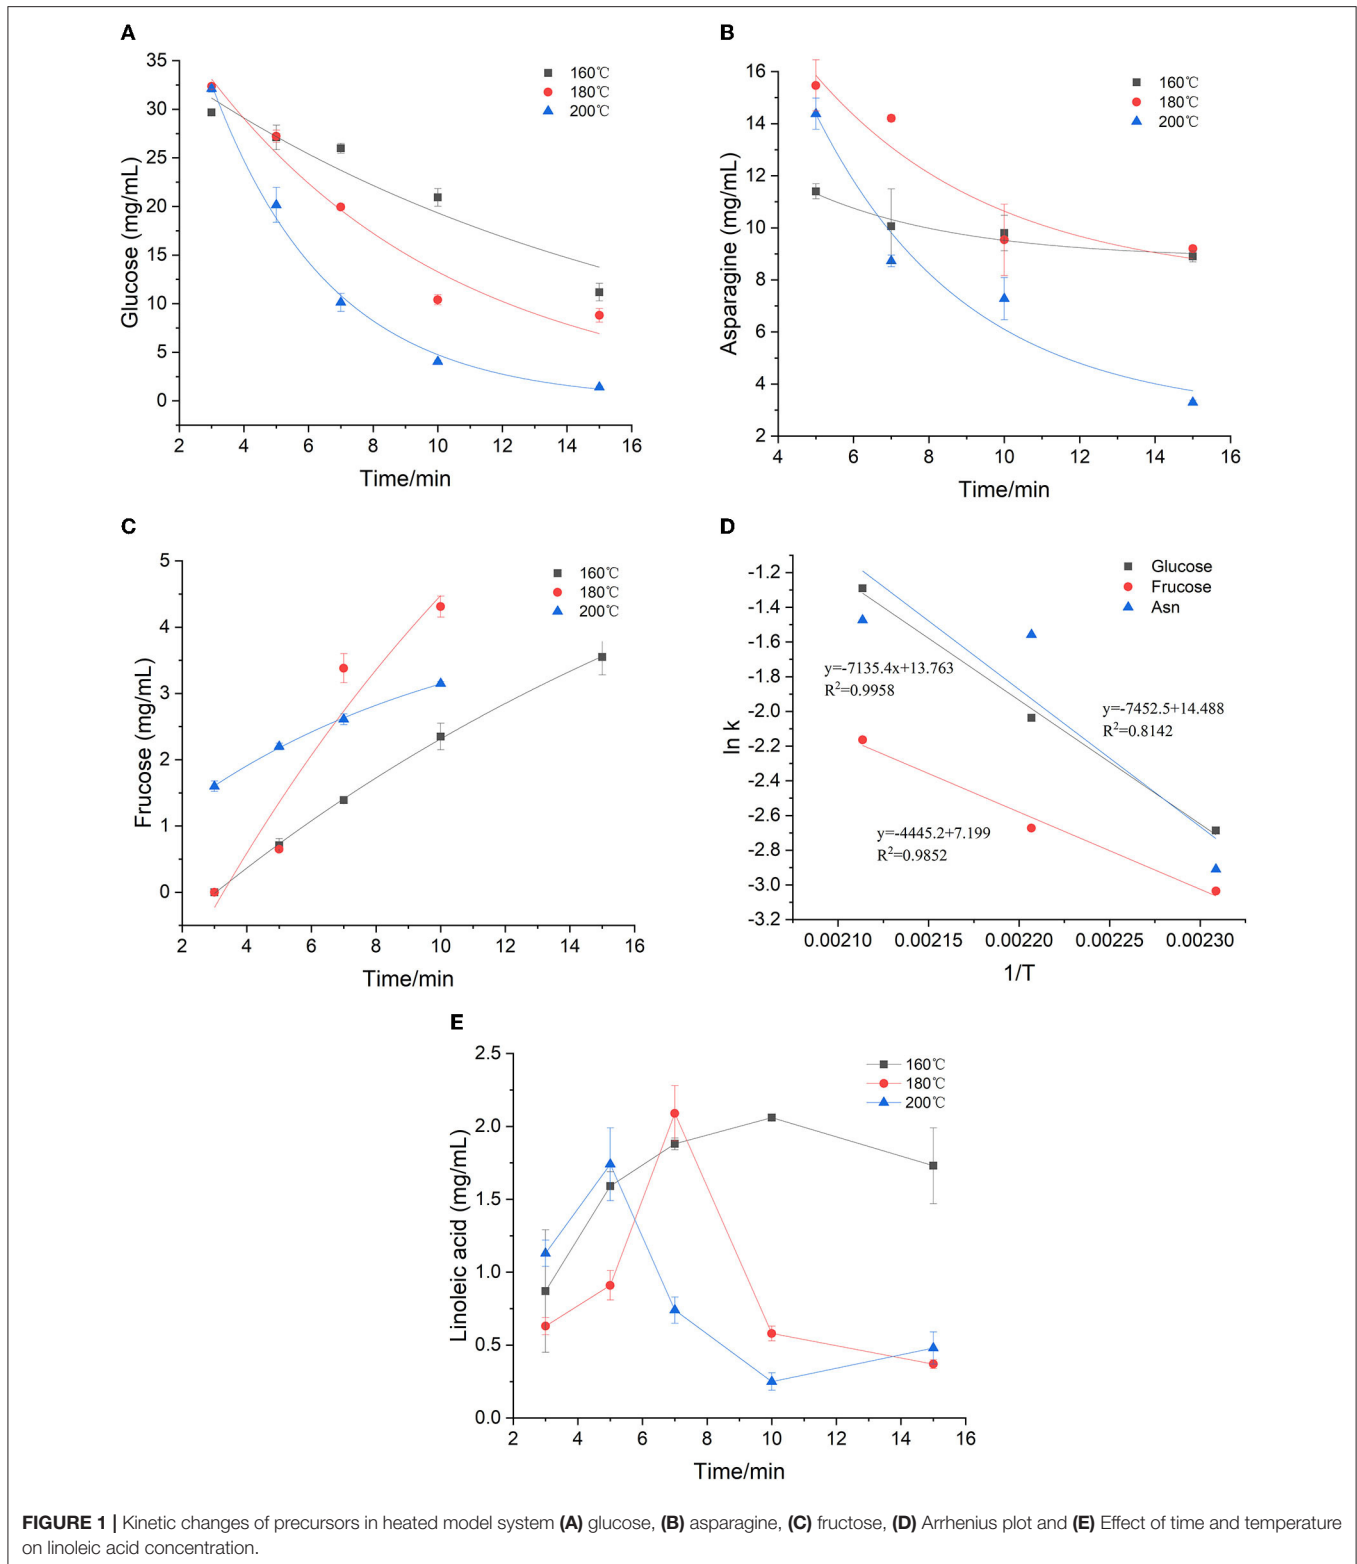 A
35
30
25
20
15
10
5
0
Glucose (mg/mL)
160℃
180℃
200℃
2 4 6 8 10 12 14 16
Time/min
B
16
14
12
10
8
6
4
2
Asparagine (mg/mL)
160℃
180℃
200℃
4 6 8 10 12 14 16
Time/min
C
5
4
3
2
1
0
Frucose (mg/mL)
160℃
180℃
200℃
2 4 6 8 10 12 14 16
Time/min
D
-1.2
-1.4
-1.6
-1.8
-2.0
-2.2
-2.4
-2.6
-2.8
-3.0
-3.2
ln k
Glucose
Frucose
Asn
y=-7135.4x+13.763
R²=0.9958
y=-7452.5+14.488
R²=0.8142
y=-4445.2+7.199
R²=0.9852
0.00210 0.00215 0.00220 0.00225 0.00230
1/T
E
2.5
2.0
1.5
1.0
0.5
0.0
Linoleic acid (mg/mL)
160℃
180℃
200℃
2 4 6 8 10 12 14 16
Time/min
FIGURE 1 | Kinetic changes of precursors in heated model system (A) glucose, (B) asparagine, (C) fructose, (D) Arrhenius plot and (E) Effect of time and temperature
on linoleic acid concentration.